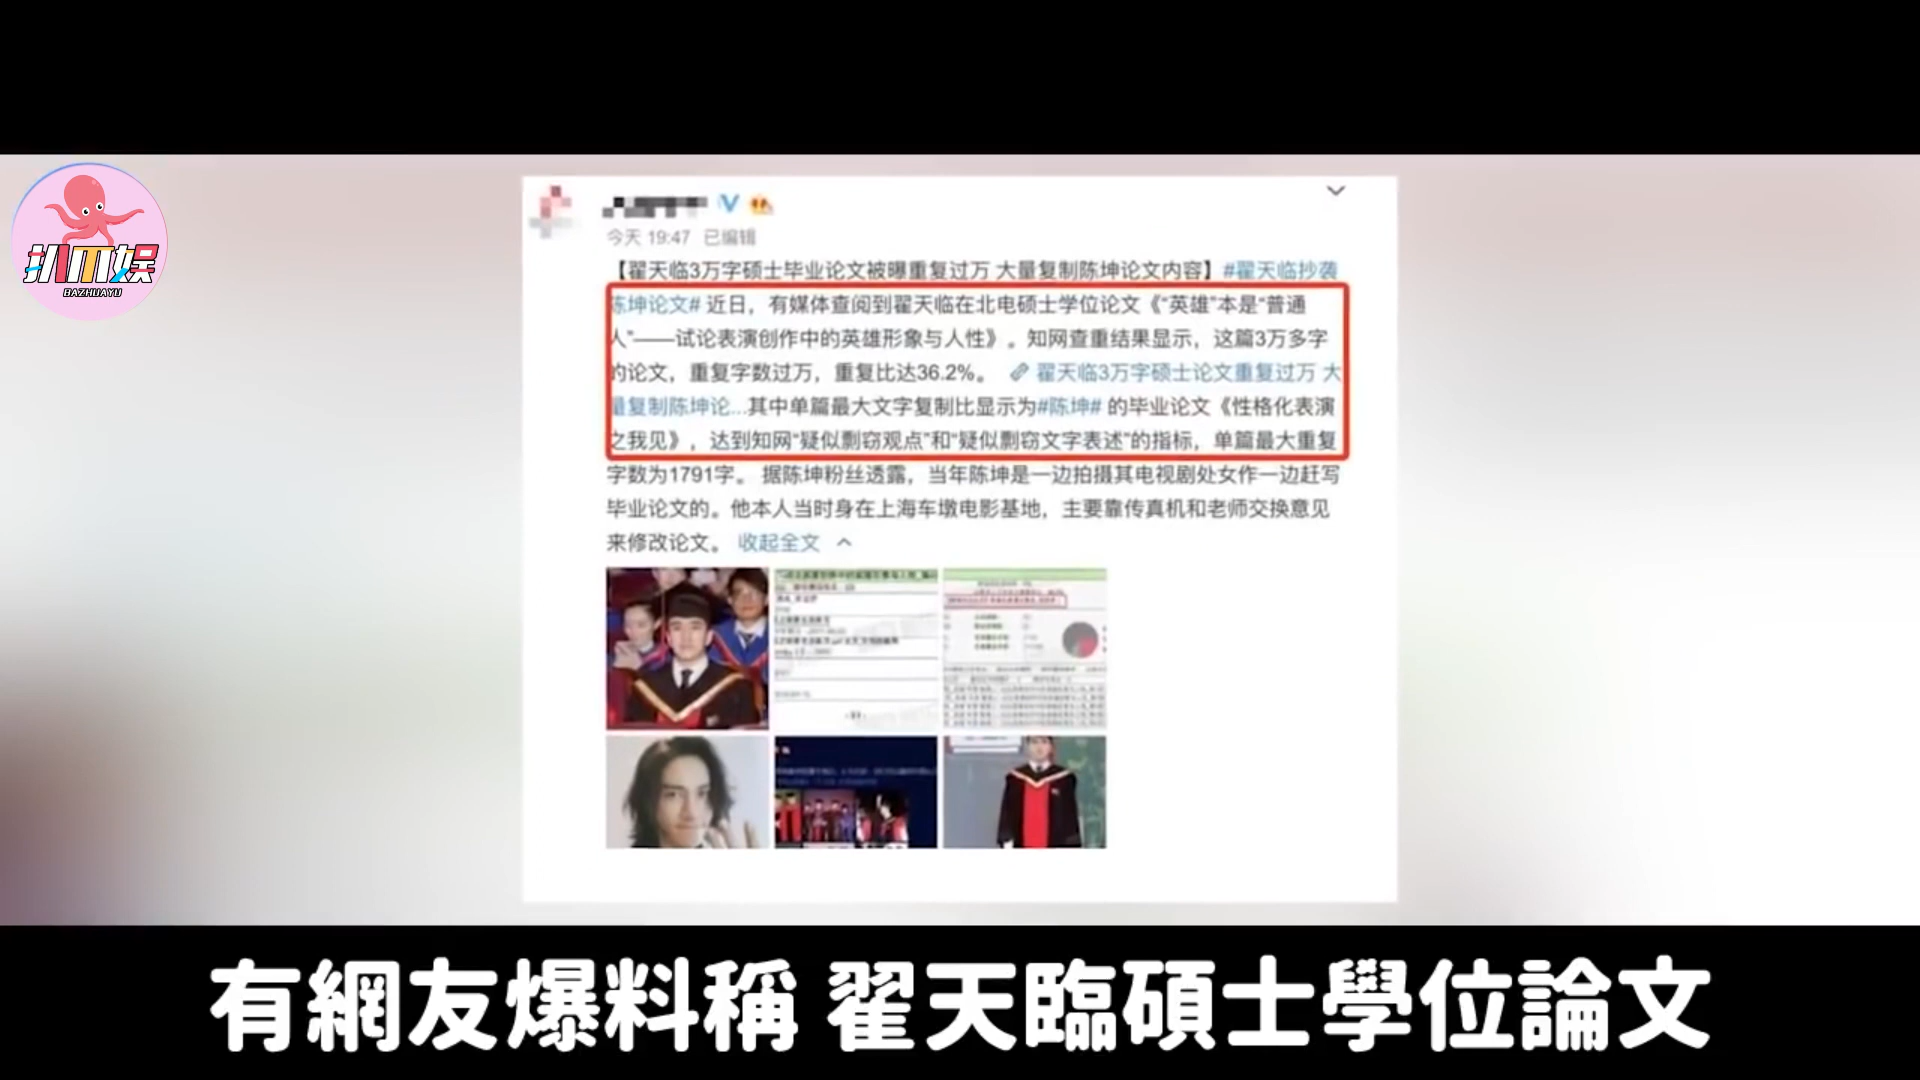 扒爪娱
BAZHUAYU
今天 19:47 已编辑
【翟天临3万字硕士毕业论文被曝重复过万 大量复制陈坤论文内容】#翟天临抄袭
陈坤论文# 近日，有媒体查阅到翟天临在北电硕士学位论文《“英雄”本是“普通
人”——试论表演创作中的英雄形象与人性》。知网查重结果显示，这篇3万多字
的论文，重复字数过万，重复比达36.2%。 翟天临3万字硕士论文重复过万 大
量复制陈坤论...其中单篇最大文字复制比显示为#陈坤# 的毕业论文《性格化表演
之我见》，达到知网“疑似剽窃观点”和“疑似剽窃文字表述”的指标，单篇最大重复
字数为1791字。 据陈坤粉丝透露，当年陈坤是一边拍摄其电视剧处女作一边赶写
毕业论文的。他本人当时身在上海车墩电影基地，主要靠传真机和老师交换意见
来修改论文。 收起全文
有網友爆料稱 翟天臨碩士學位論文